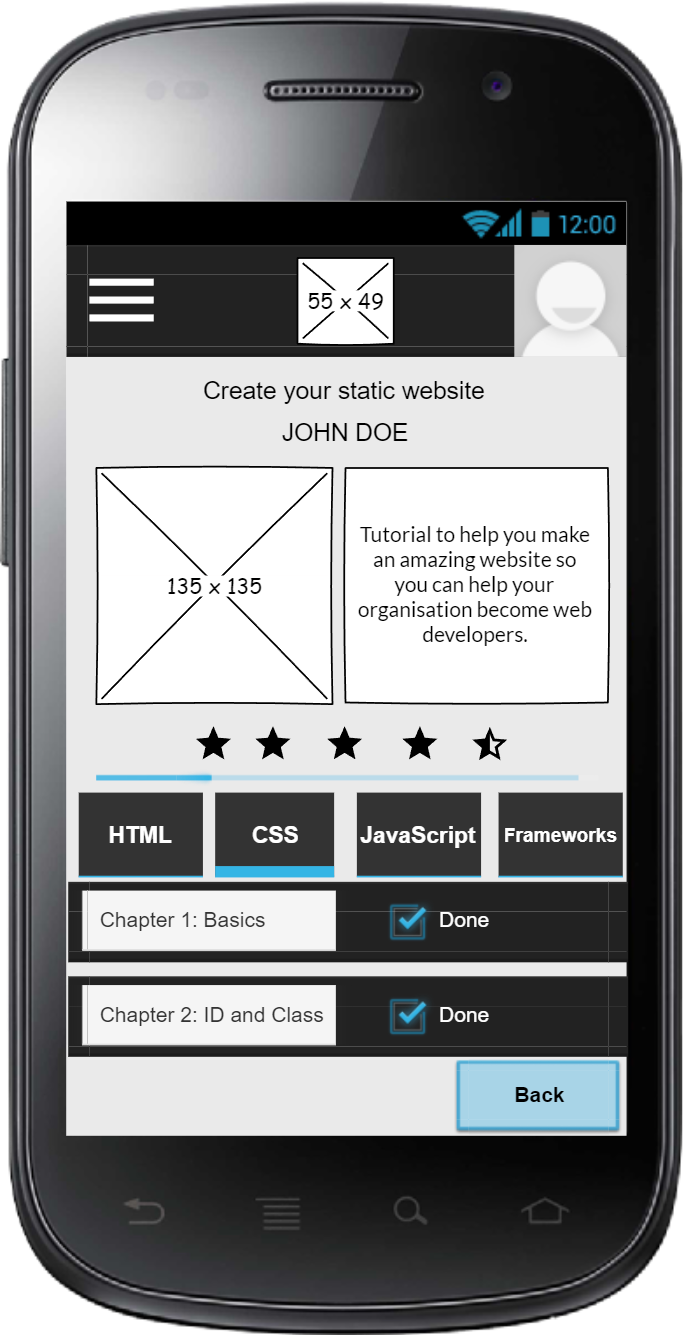 12:00
55 x 49
Create your static website
JOHN DOE
135 x 135
Tutorial to help you make
an amazing website so
you can help your
organisation become web
developers.
HTML CSS JavaScript Frameworks
Chapter 1: Basics Done
Chapter 2: ID and Class Done
Back